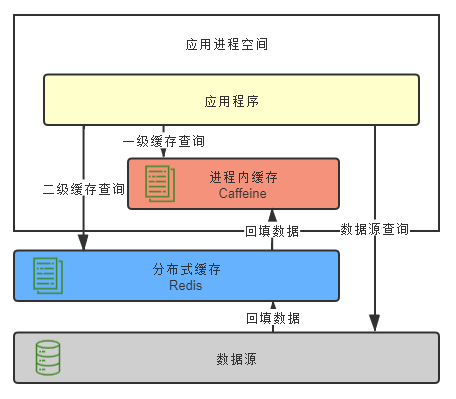 应用进程空间
应用程序
一级缓存查询
进程内缓存
Caffeine
二级缓存查询
回填数据
数据源查询
分布式缓存
Redis
回填数据
数据源